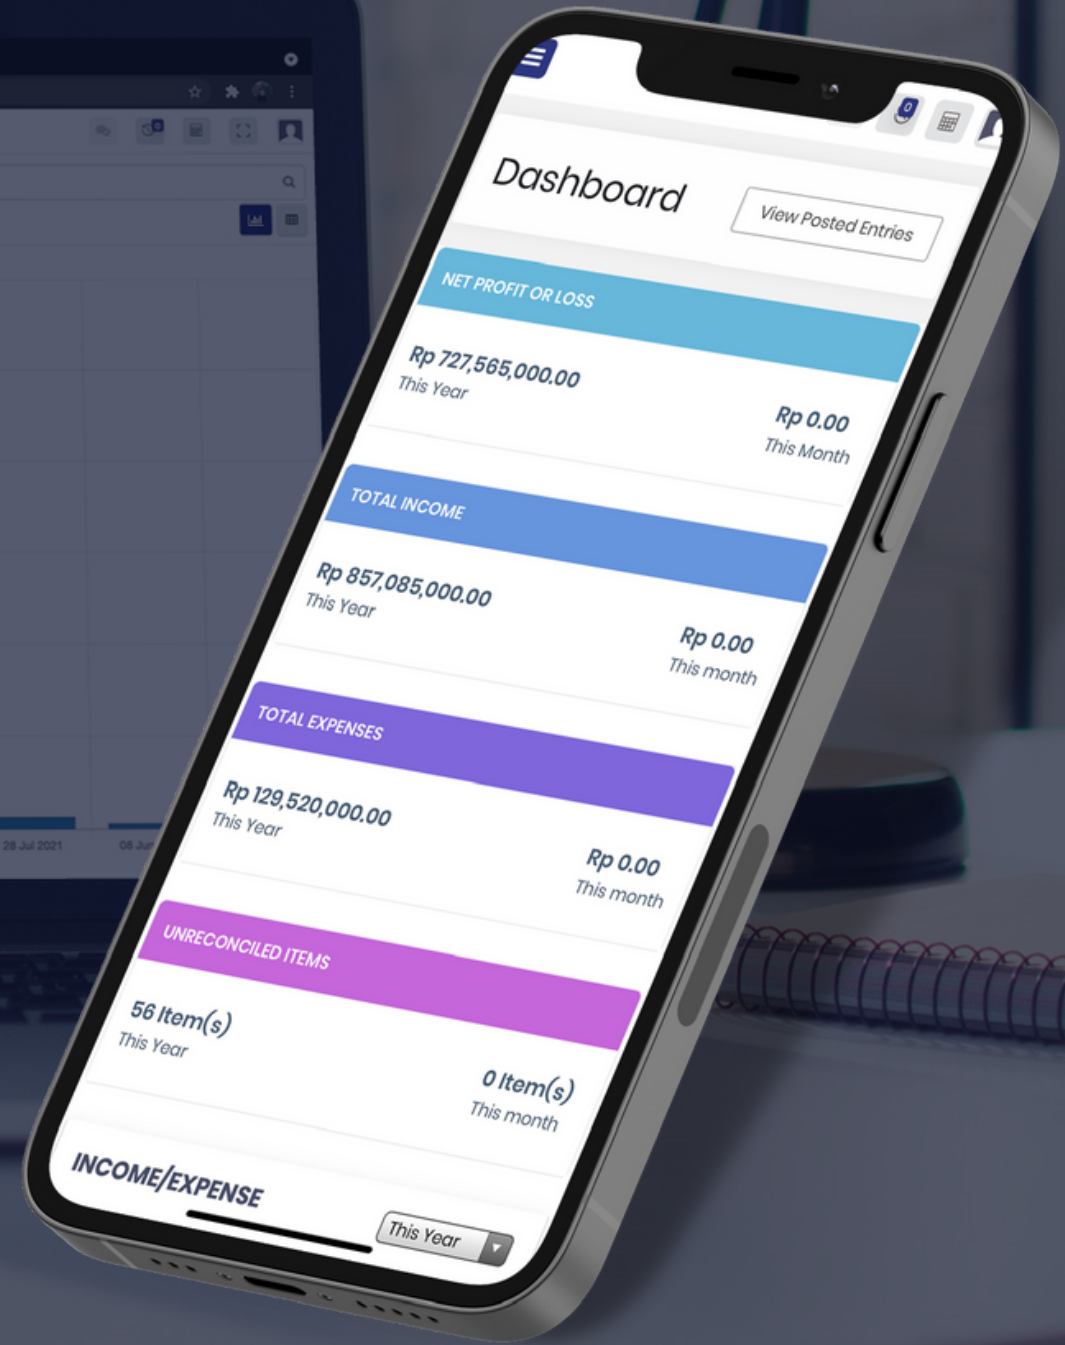 0
Dashboard
View Posted Entries
NET PROFIT OR LOSS
Rp 727,565,000.00
This Year
Rp 0.00
This Month
TOTAL INCOME
Rp 857,085,000.00
This Year
Rp 0.00
This month
TOTAL EXPENSES
Rp 129,520,000.00
This Year
Rp 0.00
This month
UNRECONCILED ITEMS
56 Item(s)
This Year
0 Item(s)
This month
INCOME/EXPENSE
This Year
28 Jul 2021
08 Jun